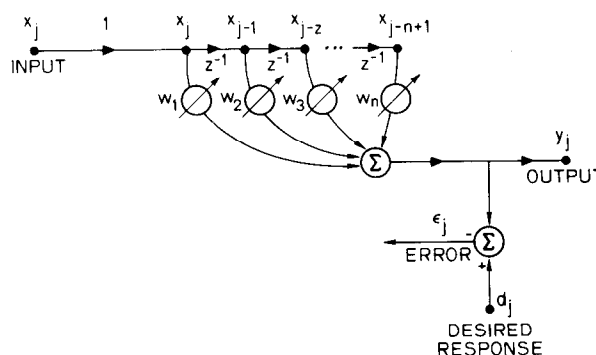 x_j 1 x_j x_{j-1} x_{j-z} ... x_{j-n+1}
INPUT z^{-1} z^{-1} z^{-1}
w_1 w_2 w_3 w_n
Σ y_j
OUTPUT
ϵ_j - Σ
ERROR +
d_j
DESIRED
RESPONSE